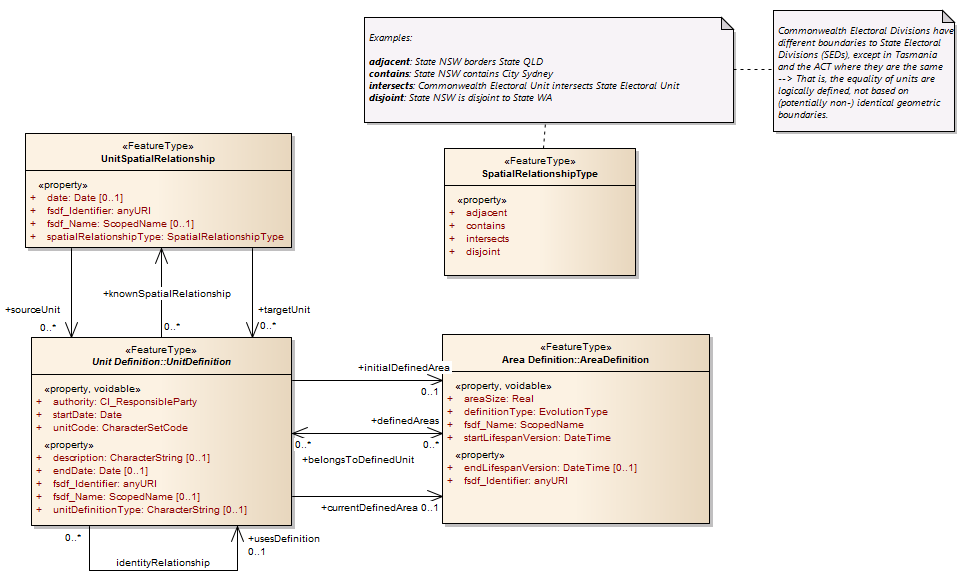 Examples:
adjacent: State NSW borders State QLD
contains: State NSW contains City Sydney
intersects: Commonwealth Electoral Unit intersects State Electoral Unit
disjoint: State NSW is disjoint to State WA
Commonwealth Electoral Divisions have
different boundaries to State Electoral
Divisions (SEDs), except in Tasmania
and the ACT where they are the same
--> That is, the equality of units are
logically defined, not based on
(potentially non-) identical geometric
boundaries.
«FeatureType»
UnitSpatialRelationship
«property»
+ date: Date [0..1]
+ fsdf_Identifier: anyURI
+ fsdf_Name: ScopedName [0..1]
+ spatialRelationshipType: SpatialRelationshipType
«FeatureType»
SpatialRelationshipType
«property»
+ adjacent
+ contains
+ intersects
+ disjoint
+knownSpatialRelationship
0..*
+sourceUnit
0..*
+targetUnit
0..*
«FeatureType»
Unit Definition::UnitDefinition
«property, voidable»
+ authority: CI_ResponsibleParty
+ startDate: Date
+ unitCode: CharacterSetCode
«property»
+ description: CharacterString [0..1]
+ endDate: Date [0..1]
+ fsdf_Identifier: anyURI
+ fsdf_Name: ScopedName [0..1]
+ unitDefinitionType: CharacterString [0..1]
+initialDefinedArea
0..1
+definedAreas
0..* 0..*
+belongsToDefinedUnit
+currentDefinedArea 0..1
«FeatureType»
Area Definition::AreaDefinition
«property, voidable»
+ areaSize: Real
+ definitionType: EvolutionType
+ fsdf_Name: ScopedName
+ startLifespanVersion: DateTime
«property»
+ endLifespanVersion: DateTime [0..1]
+ fsdf_Identifier: anyURI
0..*
+usesDefinition
0..1
identityRelationship